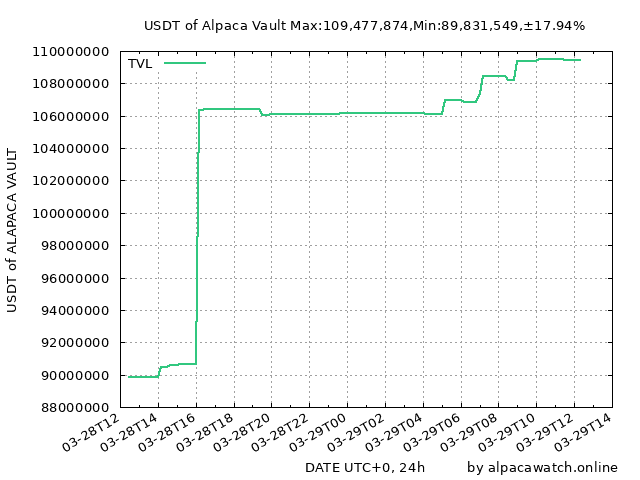 USDT of Alpaca Vault Max:109,477,874,Min:89,831,549,±17.94%
TVL
110000000
108000000
106000000
104000000
102000000
100000000
98000000
96000000
94000000
92000000
90000000
88000000
USDT of ALAPACA VAULT
03-28T12
03-28T14
03-28T16
03-28T18
03-28T20
03-28T22
03-29T00
03-29T02
03-29T04
03-29T06
03-29T08
03-29T10
03-29T12
03-29T14
DATE UTC+0, 24h
by alpacawatch.online